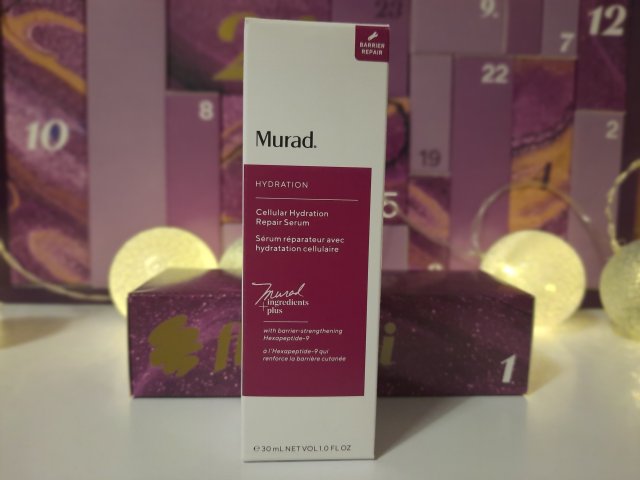 23
9.
12
7
22
8
10
2
19
5
BARRIER
REPAIR
Murad.
HYDRATION
Cellular Hydration
Repair Serum
Sérum réparateur avec
hydratation cellulaire
Murad
+ingredients
plus
with barrier-strengthening
Hexapeptide-9
à l'Hexapeptide-9 qui
renforce la barrière cutanée
1
℮ 30 mL NET VOL 1.0 FL OZ